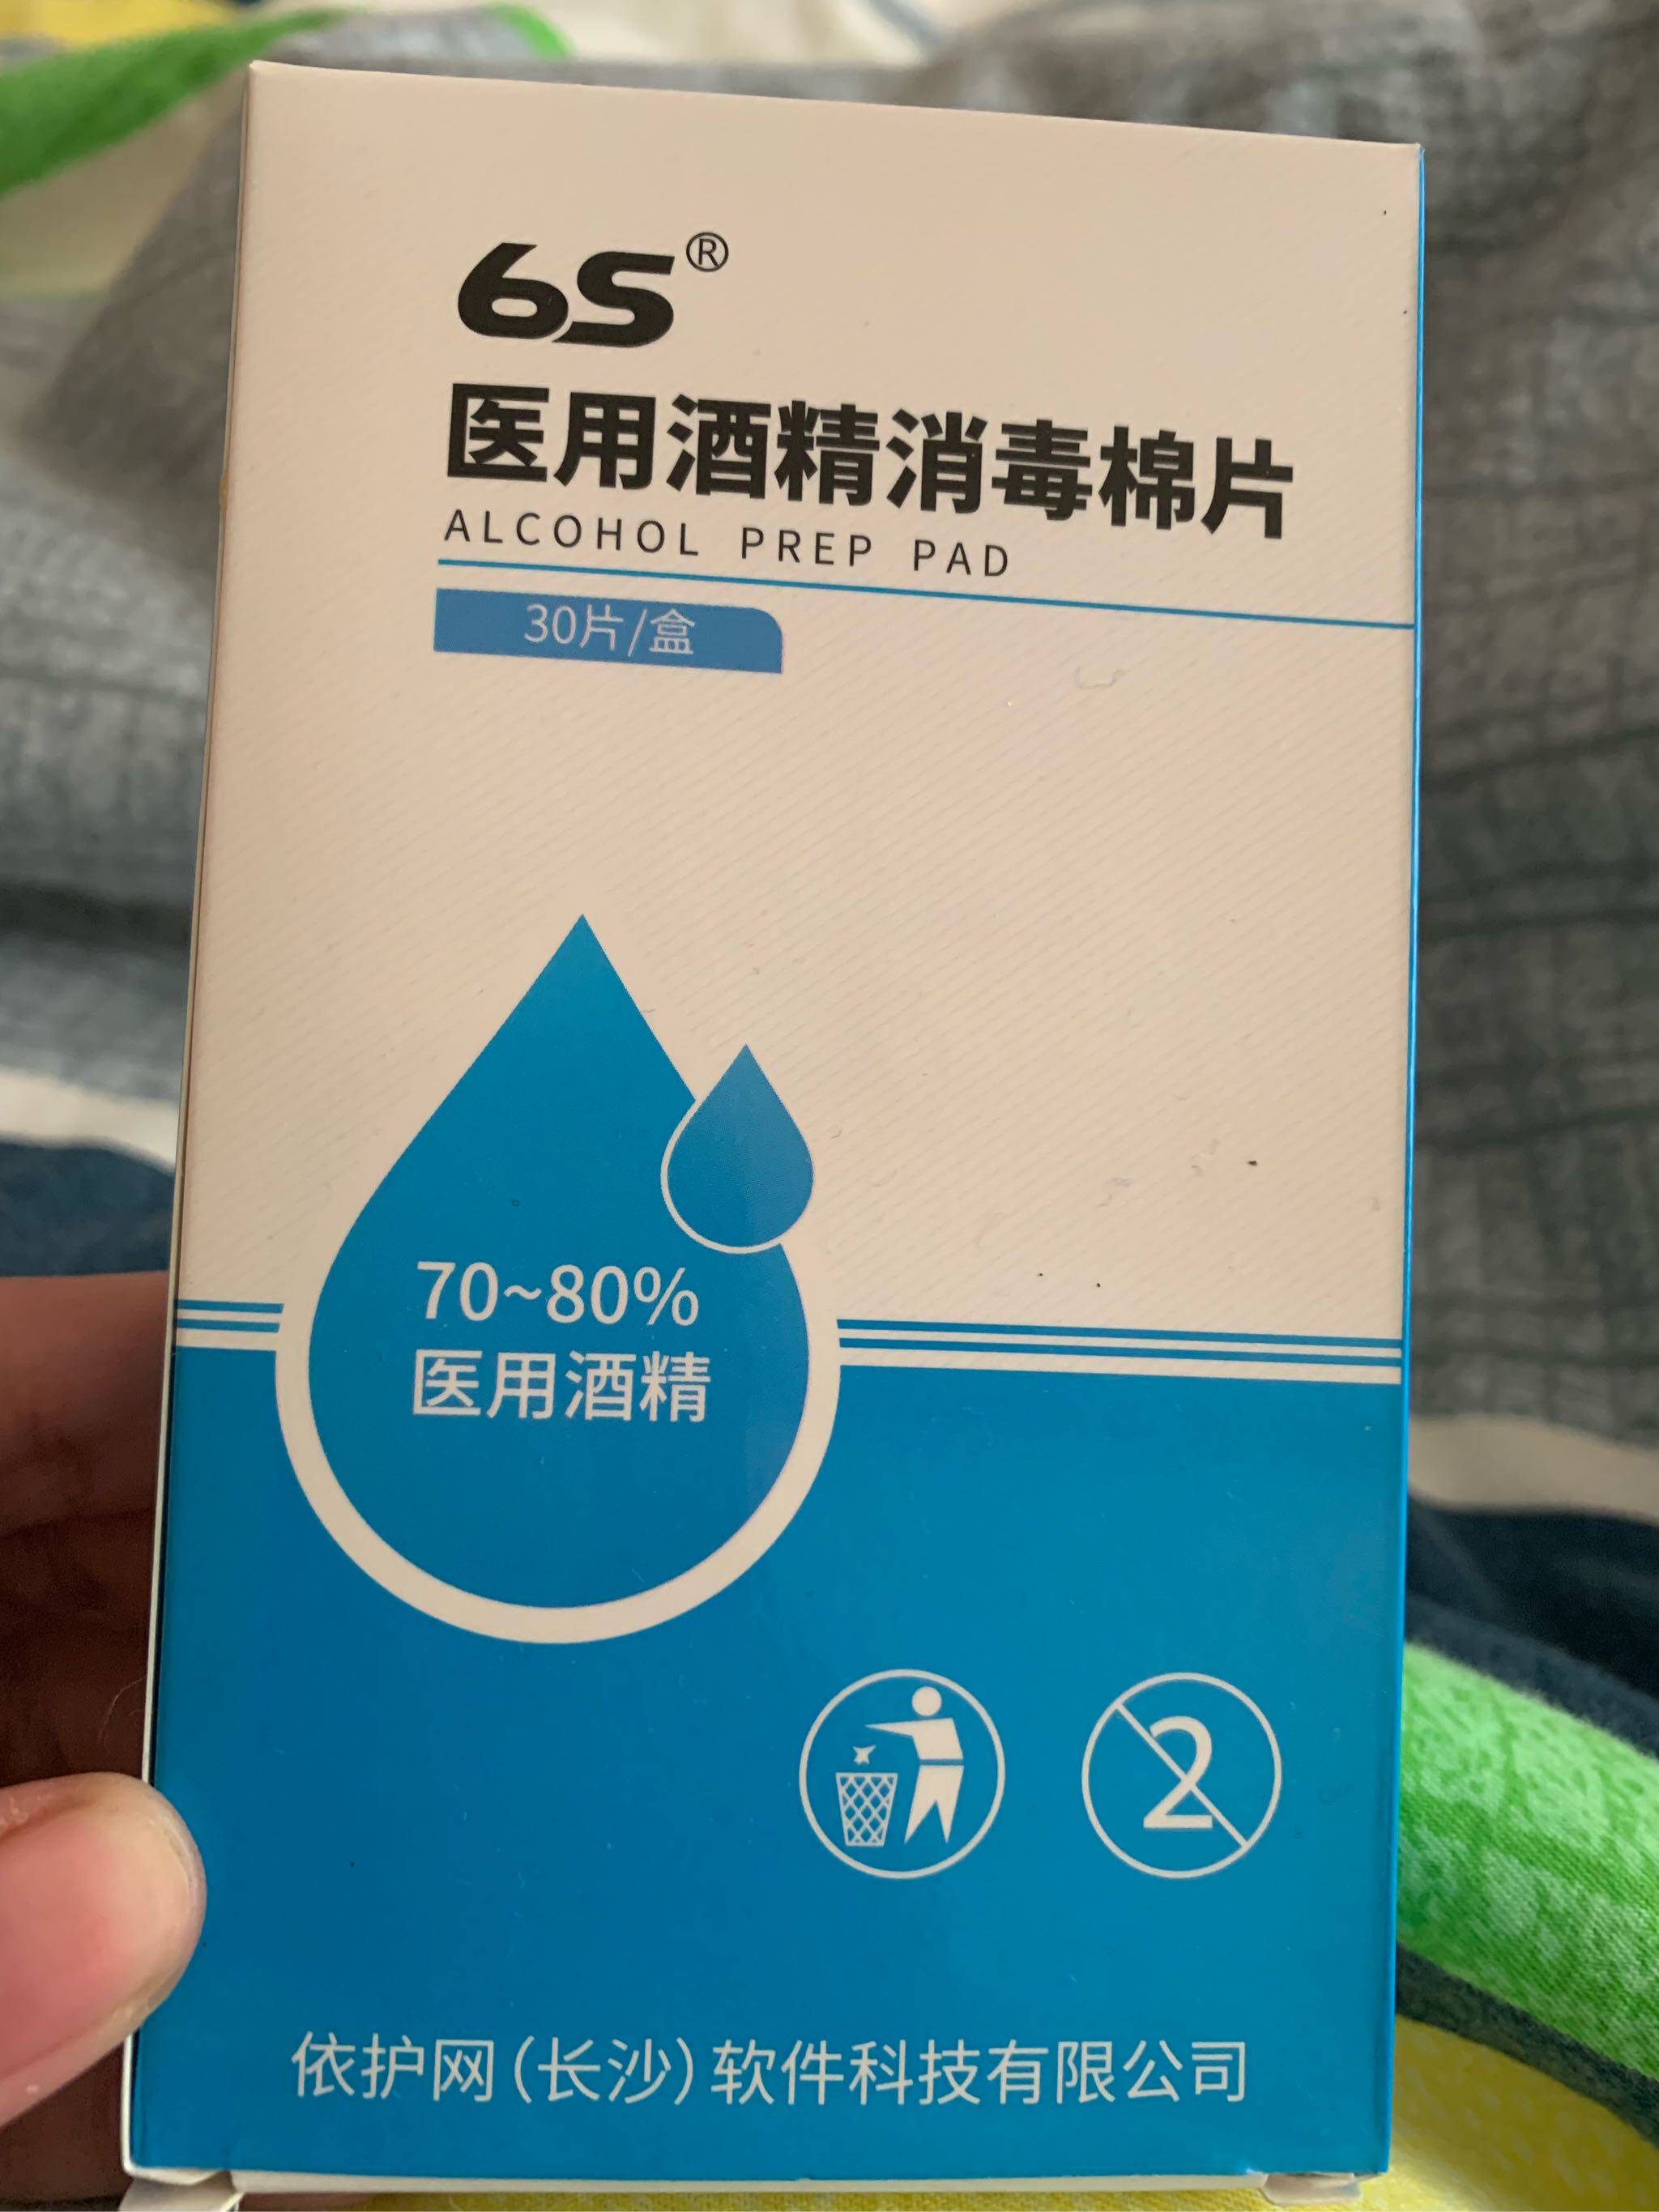 6S®
医用酒精消毒棉片
ALCOHOL PREP PAD
30片/盒
70~80%
医用酒精
2
依护网(长沙)软件科技有限公司